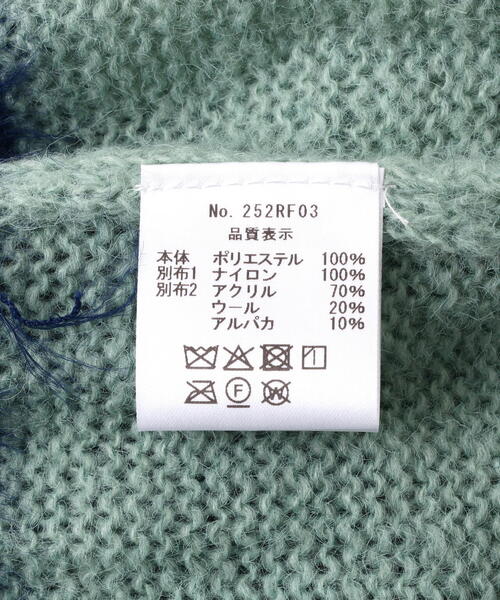 No. 252RF03
品質表示
本体 ポリエステル 100%
別布1 ナイロン 100%
別布2 アクリル 70%
ウール 20%
アルパカ 10%
F
W